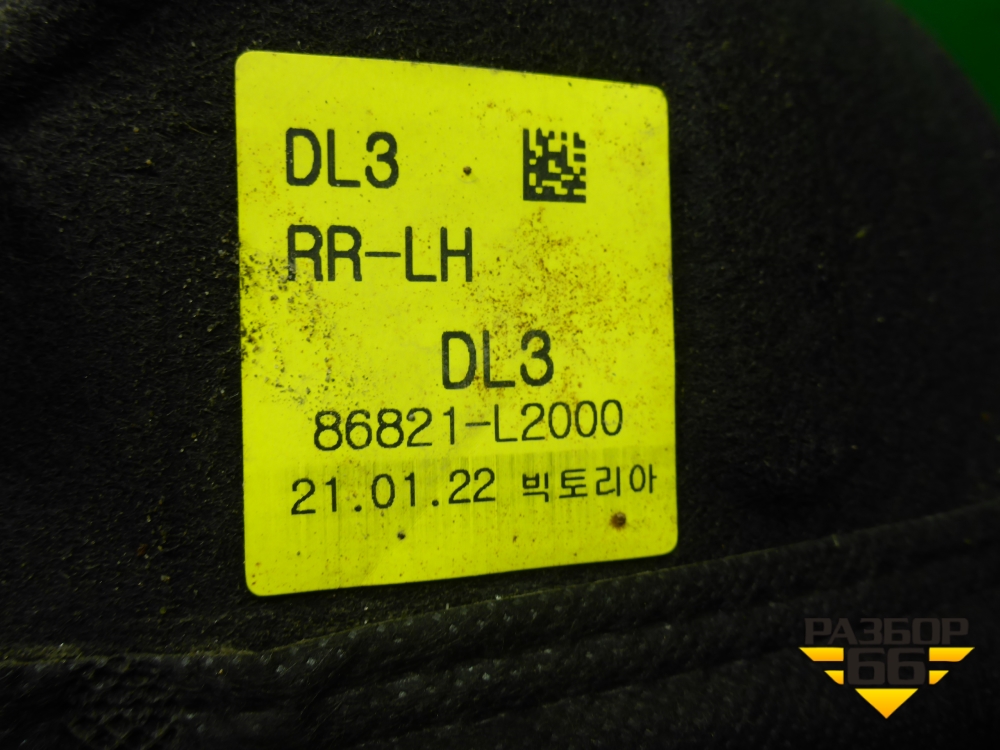 DL3
RR-LH
DL3
86821-L2000
21.01.22 빅토리아
РАЗБОР
66